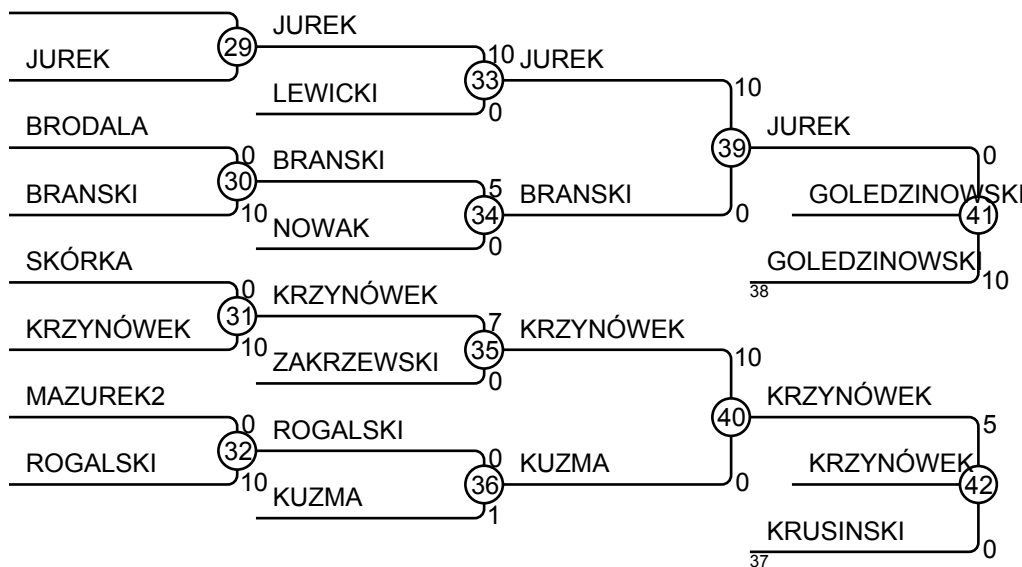 JUREK
29
JUREK
10
33
JUREK
LEWICKI
0
10
BRODALA
39
JUREK
0
30
BRANSKI
0
BRANSKI
10
5
34
BRANSKI
0
GOLEDZINOWSKI
41
NOWAK
0
SKÓRKA
GOLEDZINOWSKI
10
38
0
31
KRZYNÓWEK
KRZYNÓWEK
10
7
35
KRZYNÓWEK
ZAKRZEWSKI
0
10
MAZUREK2
40
KRZYNÓWEK
0
32
ROGALSKI
5
ROGALSKI
10
0
36
KUZMA
0
KRZYNÓWEK
42
KUZMA
1
KRUSINSKI
0
37